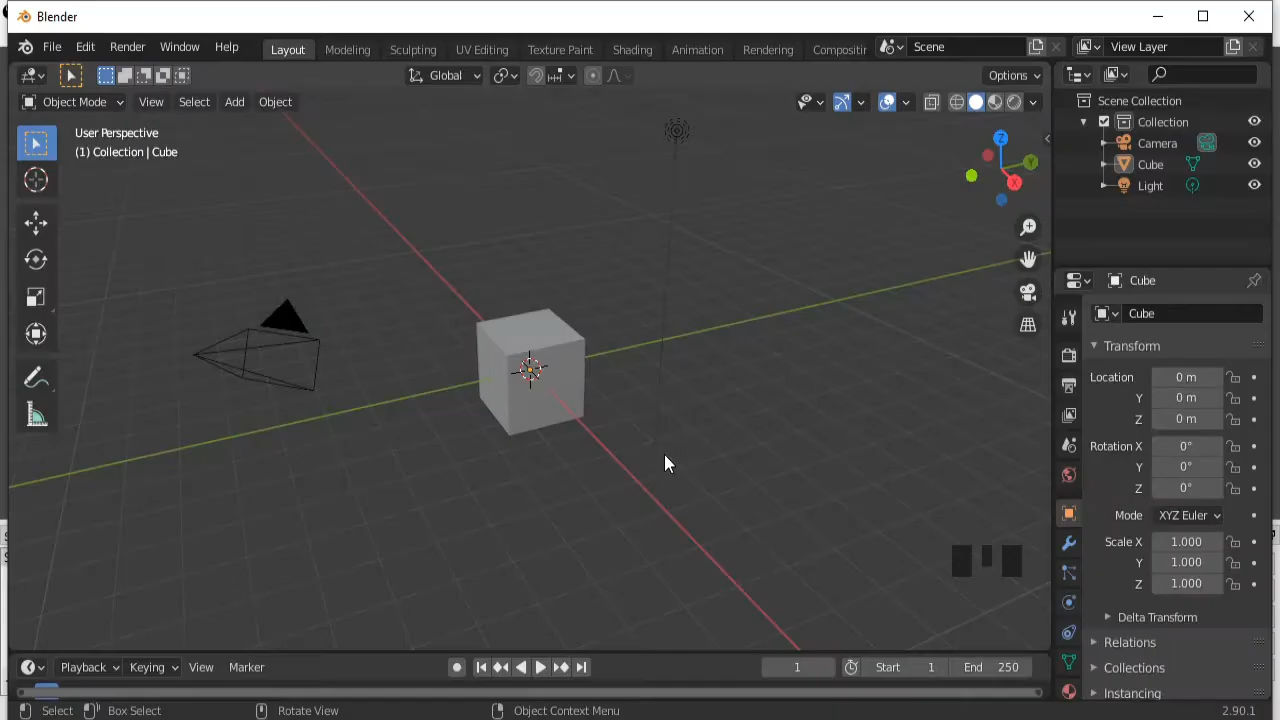 Blender
File Edit Render Window Help Layout Modeling Sculpting UV Editing Texture Paint Shading Animation Rendering Compositin Scene View Layer
Global Options
Object Mode View Select Add Object
User Perspective
(1) Collection | Cube
Z
Y
X
Scene Collection
Collection
Camera
Cube
Light
Cube
Cube
Transform
Location 0 m
Y 0 m
Z 0 m
Rotation X 0°
Y 0°
Z 0°
Mode XYZ Euler
Scale X 1.000
Y 1.000
Z 1.000
Delta Transform
Relations
Collections
Instancing
Playback Keying View Marker 1 Start 1 End 250
Select Box Select Rotate View Object Context Menu 2.90.1